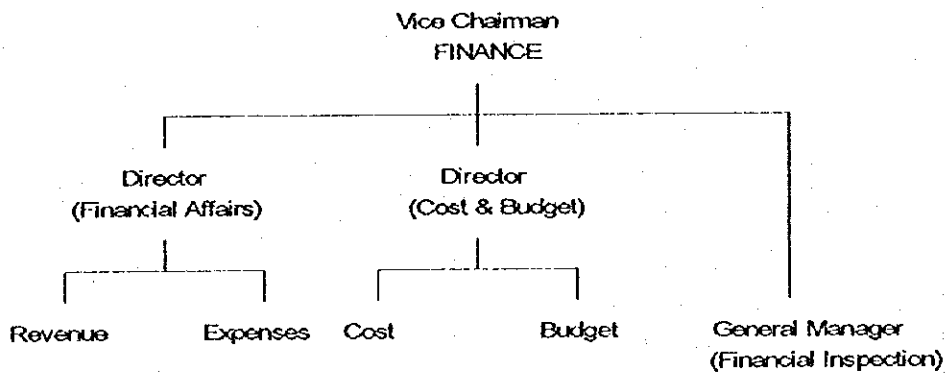 Vice Chairman
FINANCE
Director
(Financial Affairs)
Director
(Cost & Budget)
Revenue
Expenses
Cost
Budget
General Manager
(Financial Inspection)